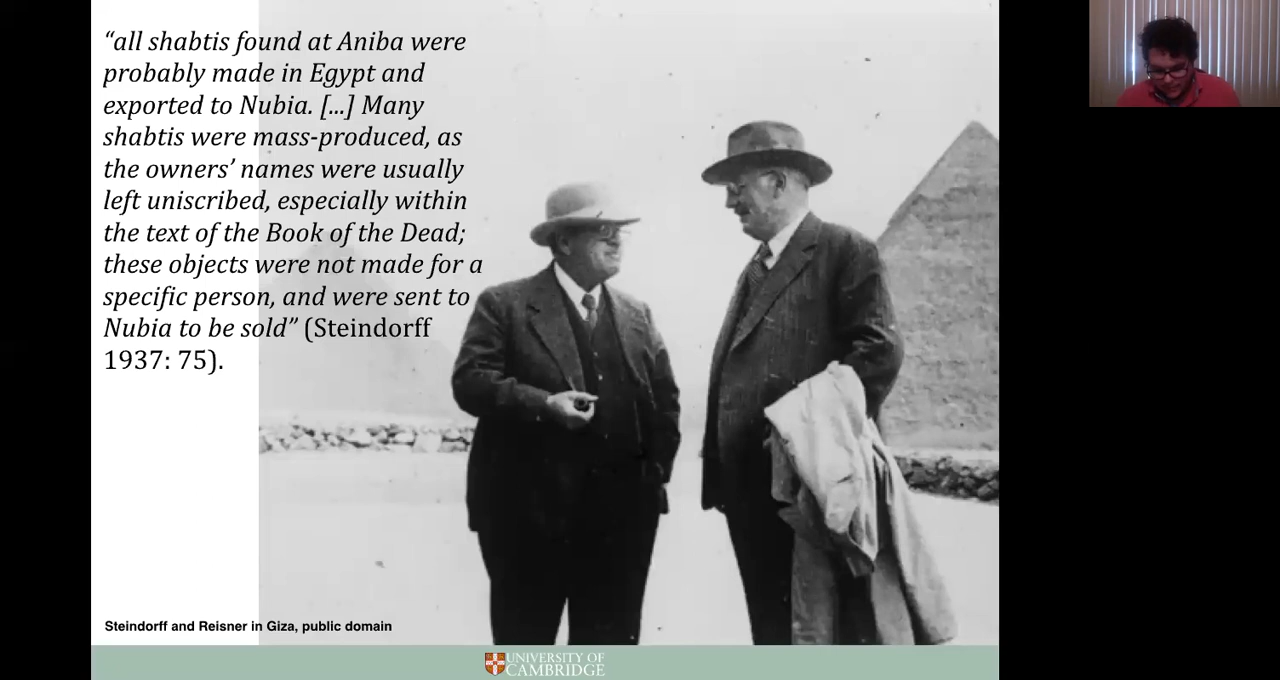 “all shabtis found at Aniba were
probably made in Egypt and
exported to Nubia. [...] Many
shabtis were mass-produced, as
the owners’ names were usually
left uniscribed, especially within
the text of the Book of the Dead;
these objects were not made for a
specific person, and were sent to
Nubia to be sold” (Steindorff
1937: 75).
Steindorff and Reisner in Giza, public domain
UNIVERSITY OF
CAMBRIDGE